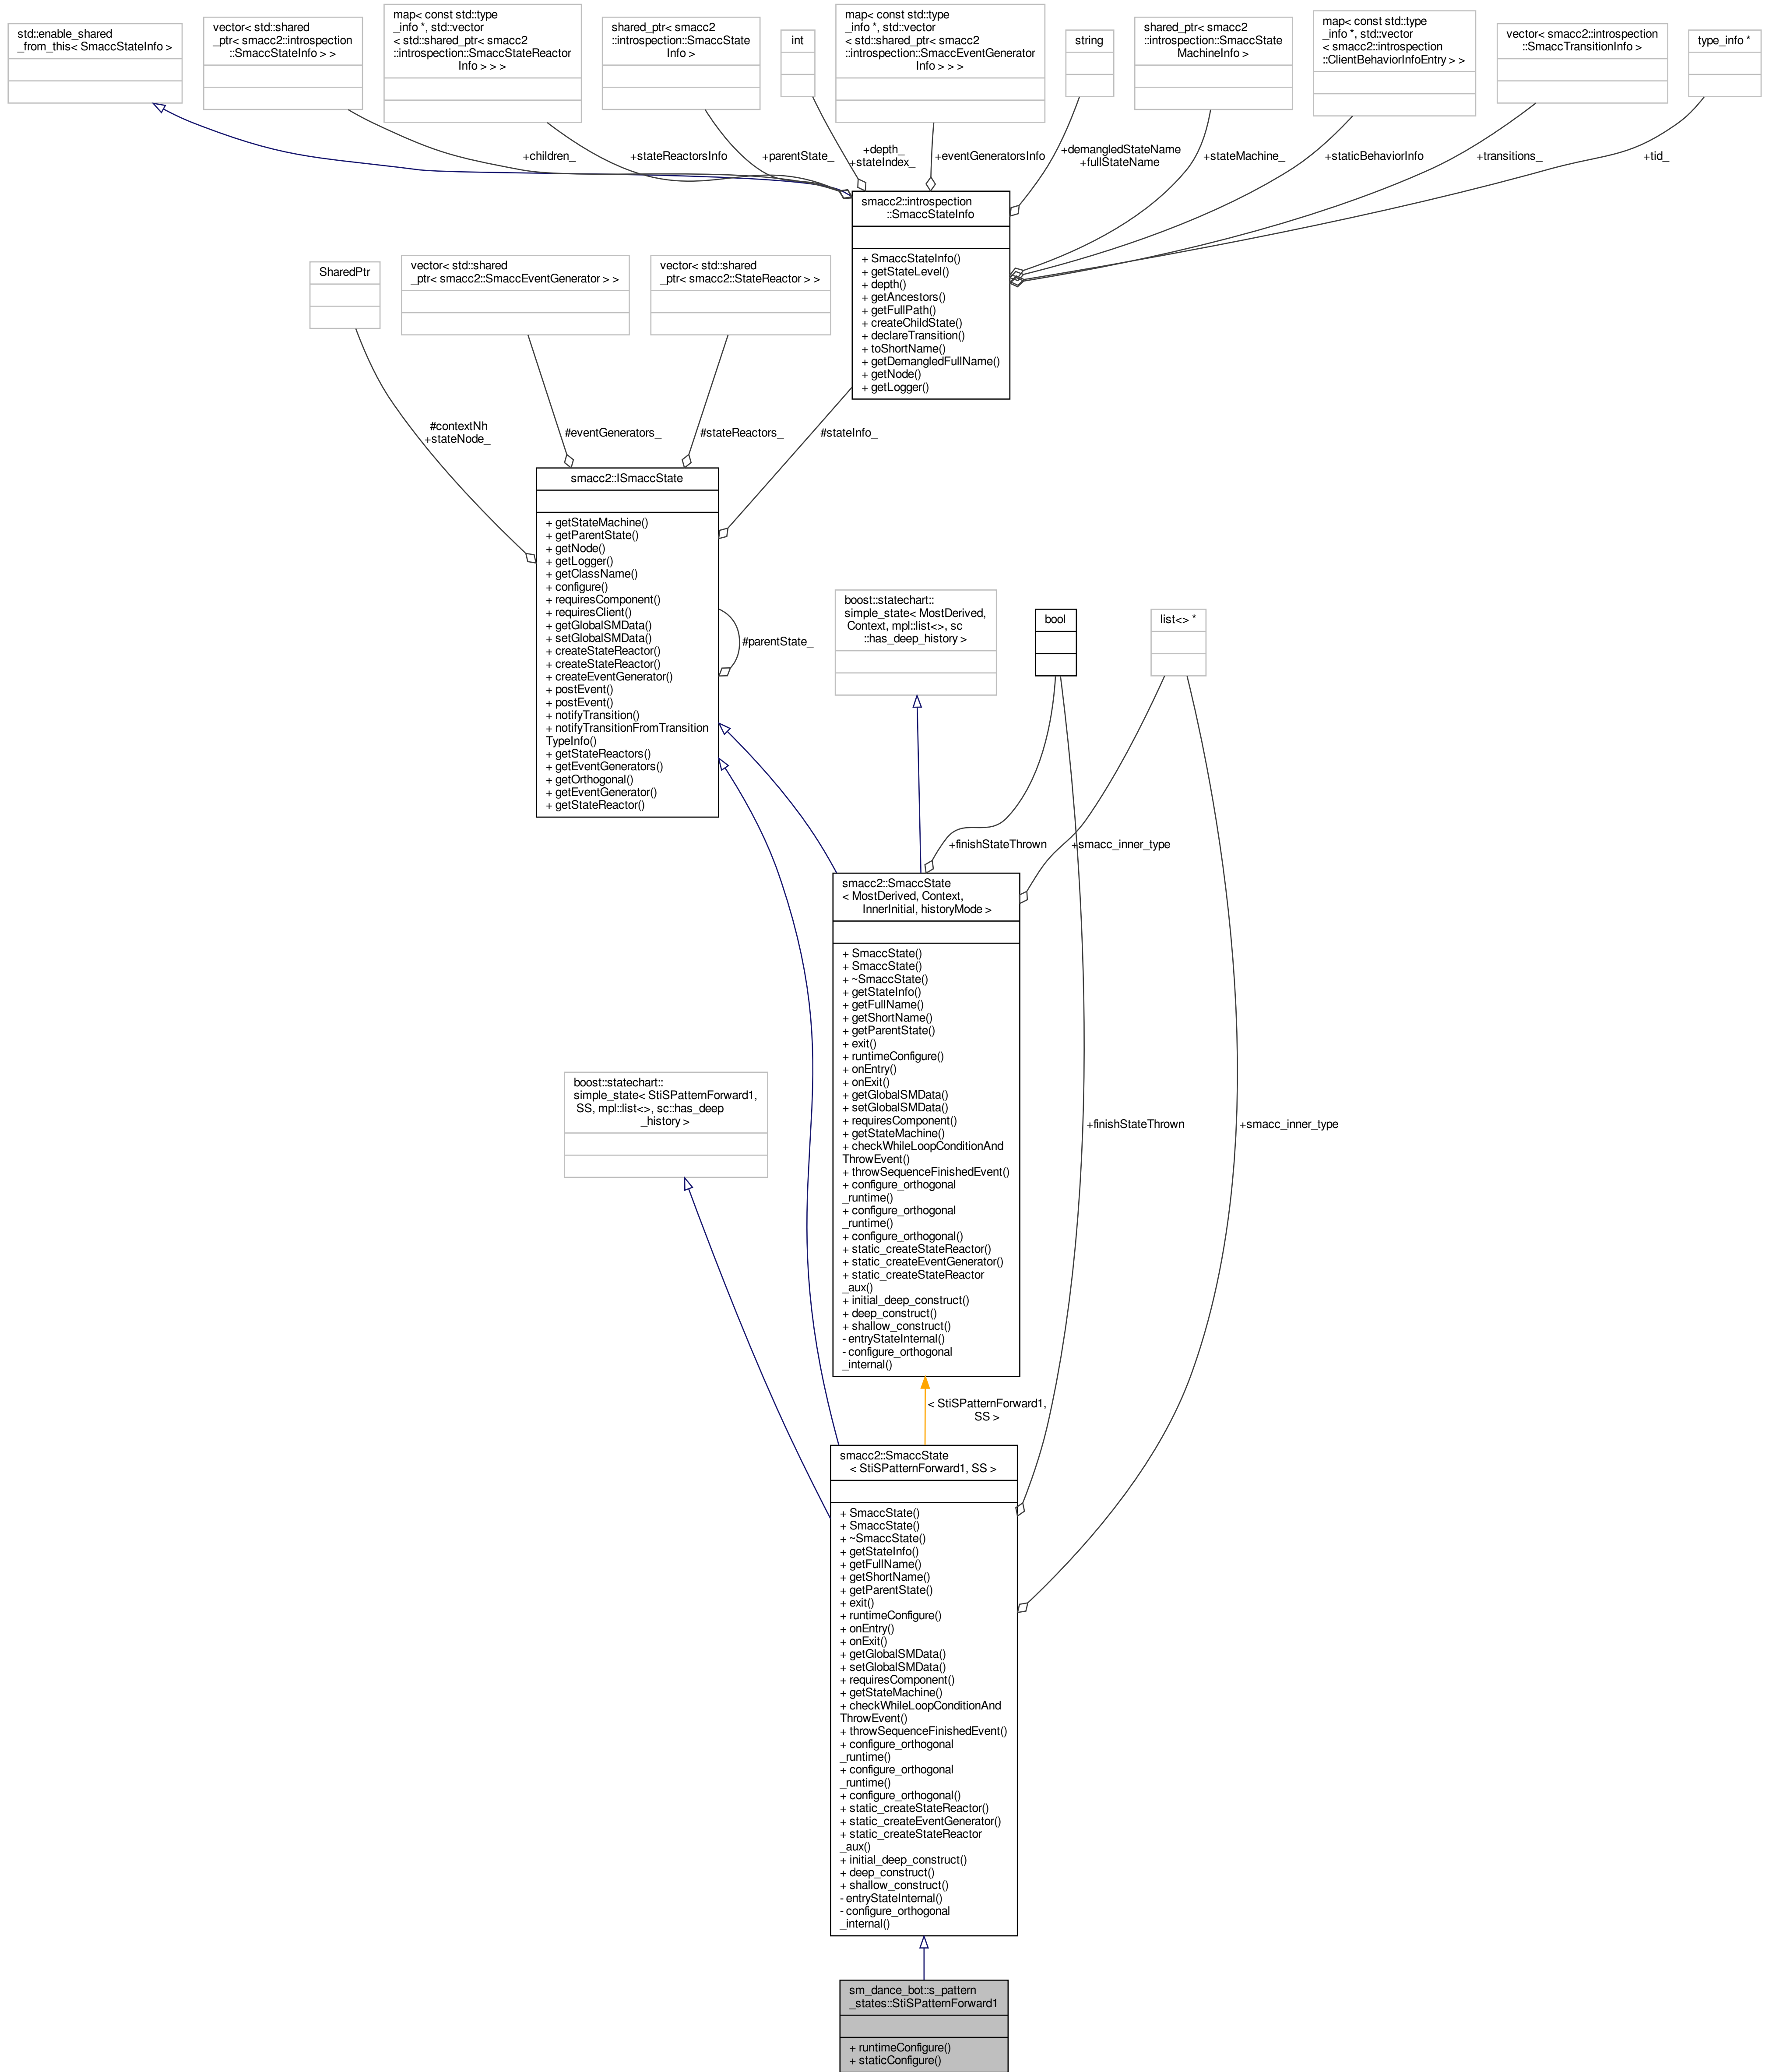 std::enable_shared
_from_this< SmaccStateInfo >
vector< std::shared
_ptr< smacc2::introspection
::SmaccStateInfo > >
map< const std::type
_info *, std::vector
< std::shared_ptr< smacc2
::introspection::SmaccStateReactor
Info > > >
shared_ptr< smacc2
::introspection::SmaccState
Info >
int
map< const std::type
_info *, std::vector
< std::shared_ptr< smacc2
::introspection::SmaccEventGenerator
Info > > >
string
shared_ptr< smacc2
::introspection::SmaccState
MachineInfo >
map< const std::type
_info *, std::vector
< smacc2::introspection
::ClientBehaviorInfoEntry > >
vector< smacc2::introspection
::SmaccTransitionInfo >
type_info *
+children_
+stateReactorsInfo
+parentState_
+depth_
+stateIndex_
+eventGeneratorsInfo
+demangledStateName
+fullStateName
+stateMachine_
+staticBehaviorInfo
+transitions_
+tid_
smacc2::introspection
::SmaccStateInfo
+ SmaccStateInfo()
+ getStateLevel()
+ depth()
+ getAncestors()
+ getFullPath()
+ createChildState()
+ declareTransition()
+ toShortName()
+ getDemangledFullName()
+ getNode()
+ getLogger()
SharedPtr
vector< std::shared
_ptr< smacc2::SmaccEventGenerator > >
vector< std::shared
_ptr< smacc2::StateReactor > >
#contextNh
+stateNode_
#eventGenerators_
#stateReactors_
#stateInfo_
smacc2::ISmaccState
+ getStateMachine()
+ getParentState()
+ getNode()
+ getLogger()
+ getClassName()
+ configure()
+ requiresComponent()
+ requiresClient()
+ getGlobalSMData()
+ setGlobalSMData()
+ createStateReactor()
+ createStateReactor()
+ createEventGenerator()
+ postEvent()
+ postEvent()
+ notifyTransition()
+ notifyTransitionFromTransition
TypeInfo()
+ getStateReactors()
+ getEventGenerators()
+ getOrthogonal()
+ getEventGenerator()
+ getStateReactor()
#parentState_
boost::statechart::
simple_state< MostDerived,
Context, mpl::list<>, sc
::has_deep_history >
bool
list<> *
+finishStateThrown
+smacc_inner_type
smacc2::SmaccState
< MostDerived, Context,
InnerInitial, historyMode >
+ SmaccState()
+ SmaccState()
+ ~SmaccState()
+ getStateInfo()
+ getFullName()
+ getShortName()
+ getParentState()
+ exit()
+ runtimeConfigure()
+ onEntry()
+ onExit()
+ getGlobalSMData()
+ setGlobalSMData()
+ requiresComponent()
+ getStateMachine()
+ checkWhileLoopConditionAnd
ThrowEvent()
+ throwSequenceFinishedEvent()
+ configure_orthogonal
_runtime()
+ configure_orthogonal
_runtime()
+ configure_orthogonal()
+ static_createStateReactor()
+ static_createEventGenerator()
+ static_createStateReactor
_aux()
+ initial_deep_construct()
+ deep_construct()
+ shallow_construct()
- entryStateInternal()
- configure_orthogonal
_internal()
boost::statechart::
simple_state< StiSPatternForward1,
SS, mpl::list<>, sc::has_deep
_history >
+finishStateThrown
+smacc_inner_type
< StiSPatternForward1,
SS >
smacc2::SmaccState
< StiSPatternForward1, SS >
+ SmaccState()
+ SmaccState()
+ ~SmaccState()
+ getStateInfo()
+ getFullName()
+ getShortName()
+ getParentState()
+ exit()
+ runtimeConfigure()
+ onEntry()
+ onExit()
+ getGlobalSMData()
+ setGlobalSMData()
+ requiresComponent()
+ getStateMachine()
+ checkWhileLoopConditionAnd
ThrowEvent()
+ throwSequenceFinishedEvent()
+ configure_orthogonal
_runtime()
+ configure_orthogonal
_runtime()
+ configure_orthogonal()
+ static_createStateReactor()
+ static_createEventGenerator()
+ static_createStateReactor
_aux()
+ initial_deep_construct()
+ deep_construct()
+ shallow_construct()
- entryStateInternal()
- configure_orthogonal
_internal()
sm_dance_bot::s_pattern
_states::StiSPatternForward1
+ runtimeConfigure()
+ staticConfigure()